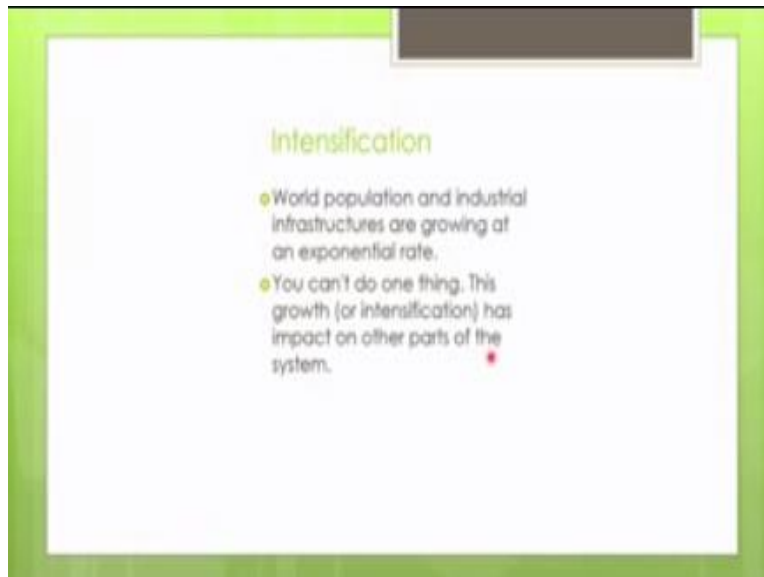 Intensification
World population and industrial
infrastructures are growing at
an exponential rate.
You can't do one thing. This
growth (or intensification) has
impact on other parts of the
system.